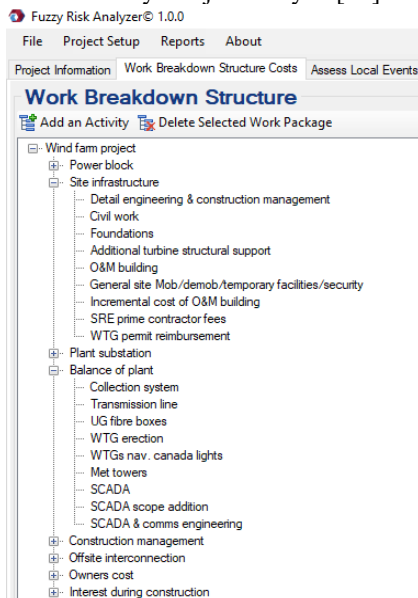 Fuzzy Risk Analyzer© 1.0.0
File Project Setup Reports About
Project Information Work Breakdown Structure Costs Assess Local Events
Work Breakdown Structure
Add an Activity Delete Selected Work Package
Wind farm project
Power block
Site infrastructure
Detail engineering & construction management
Civil work
Foundations
Additional turbine structural support
O&M building
General site Mob/demob/temporary facilities/security
Incremental cost of O&M building
SRE prime contractor fees
WTG permit reimbursement
Plant substation
Balance of plant
Collection system
Transmission line
UG fibre boxes
WTG erection
WTGs nav. canada lights
Met towers
SCADA
SCADA scope addition
SCADA & comms engineering
Construction management
Offsite interconnection
Owners cost
Interest during construction